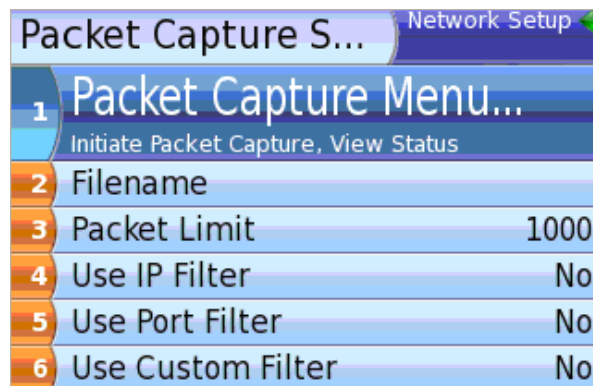 Packet Capture S...
Network Setup
1 Packet Capture Menu...
Initiate Packet Capture, View Status
2 Filename
3 Packet Limit 1000
4 Use IP Filter No
5 Use Port Filter No
6 Use Custom Filter No